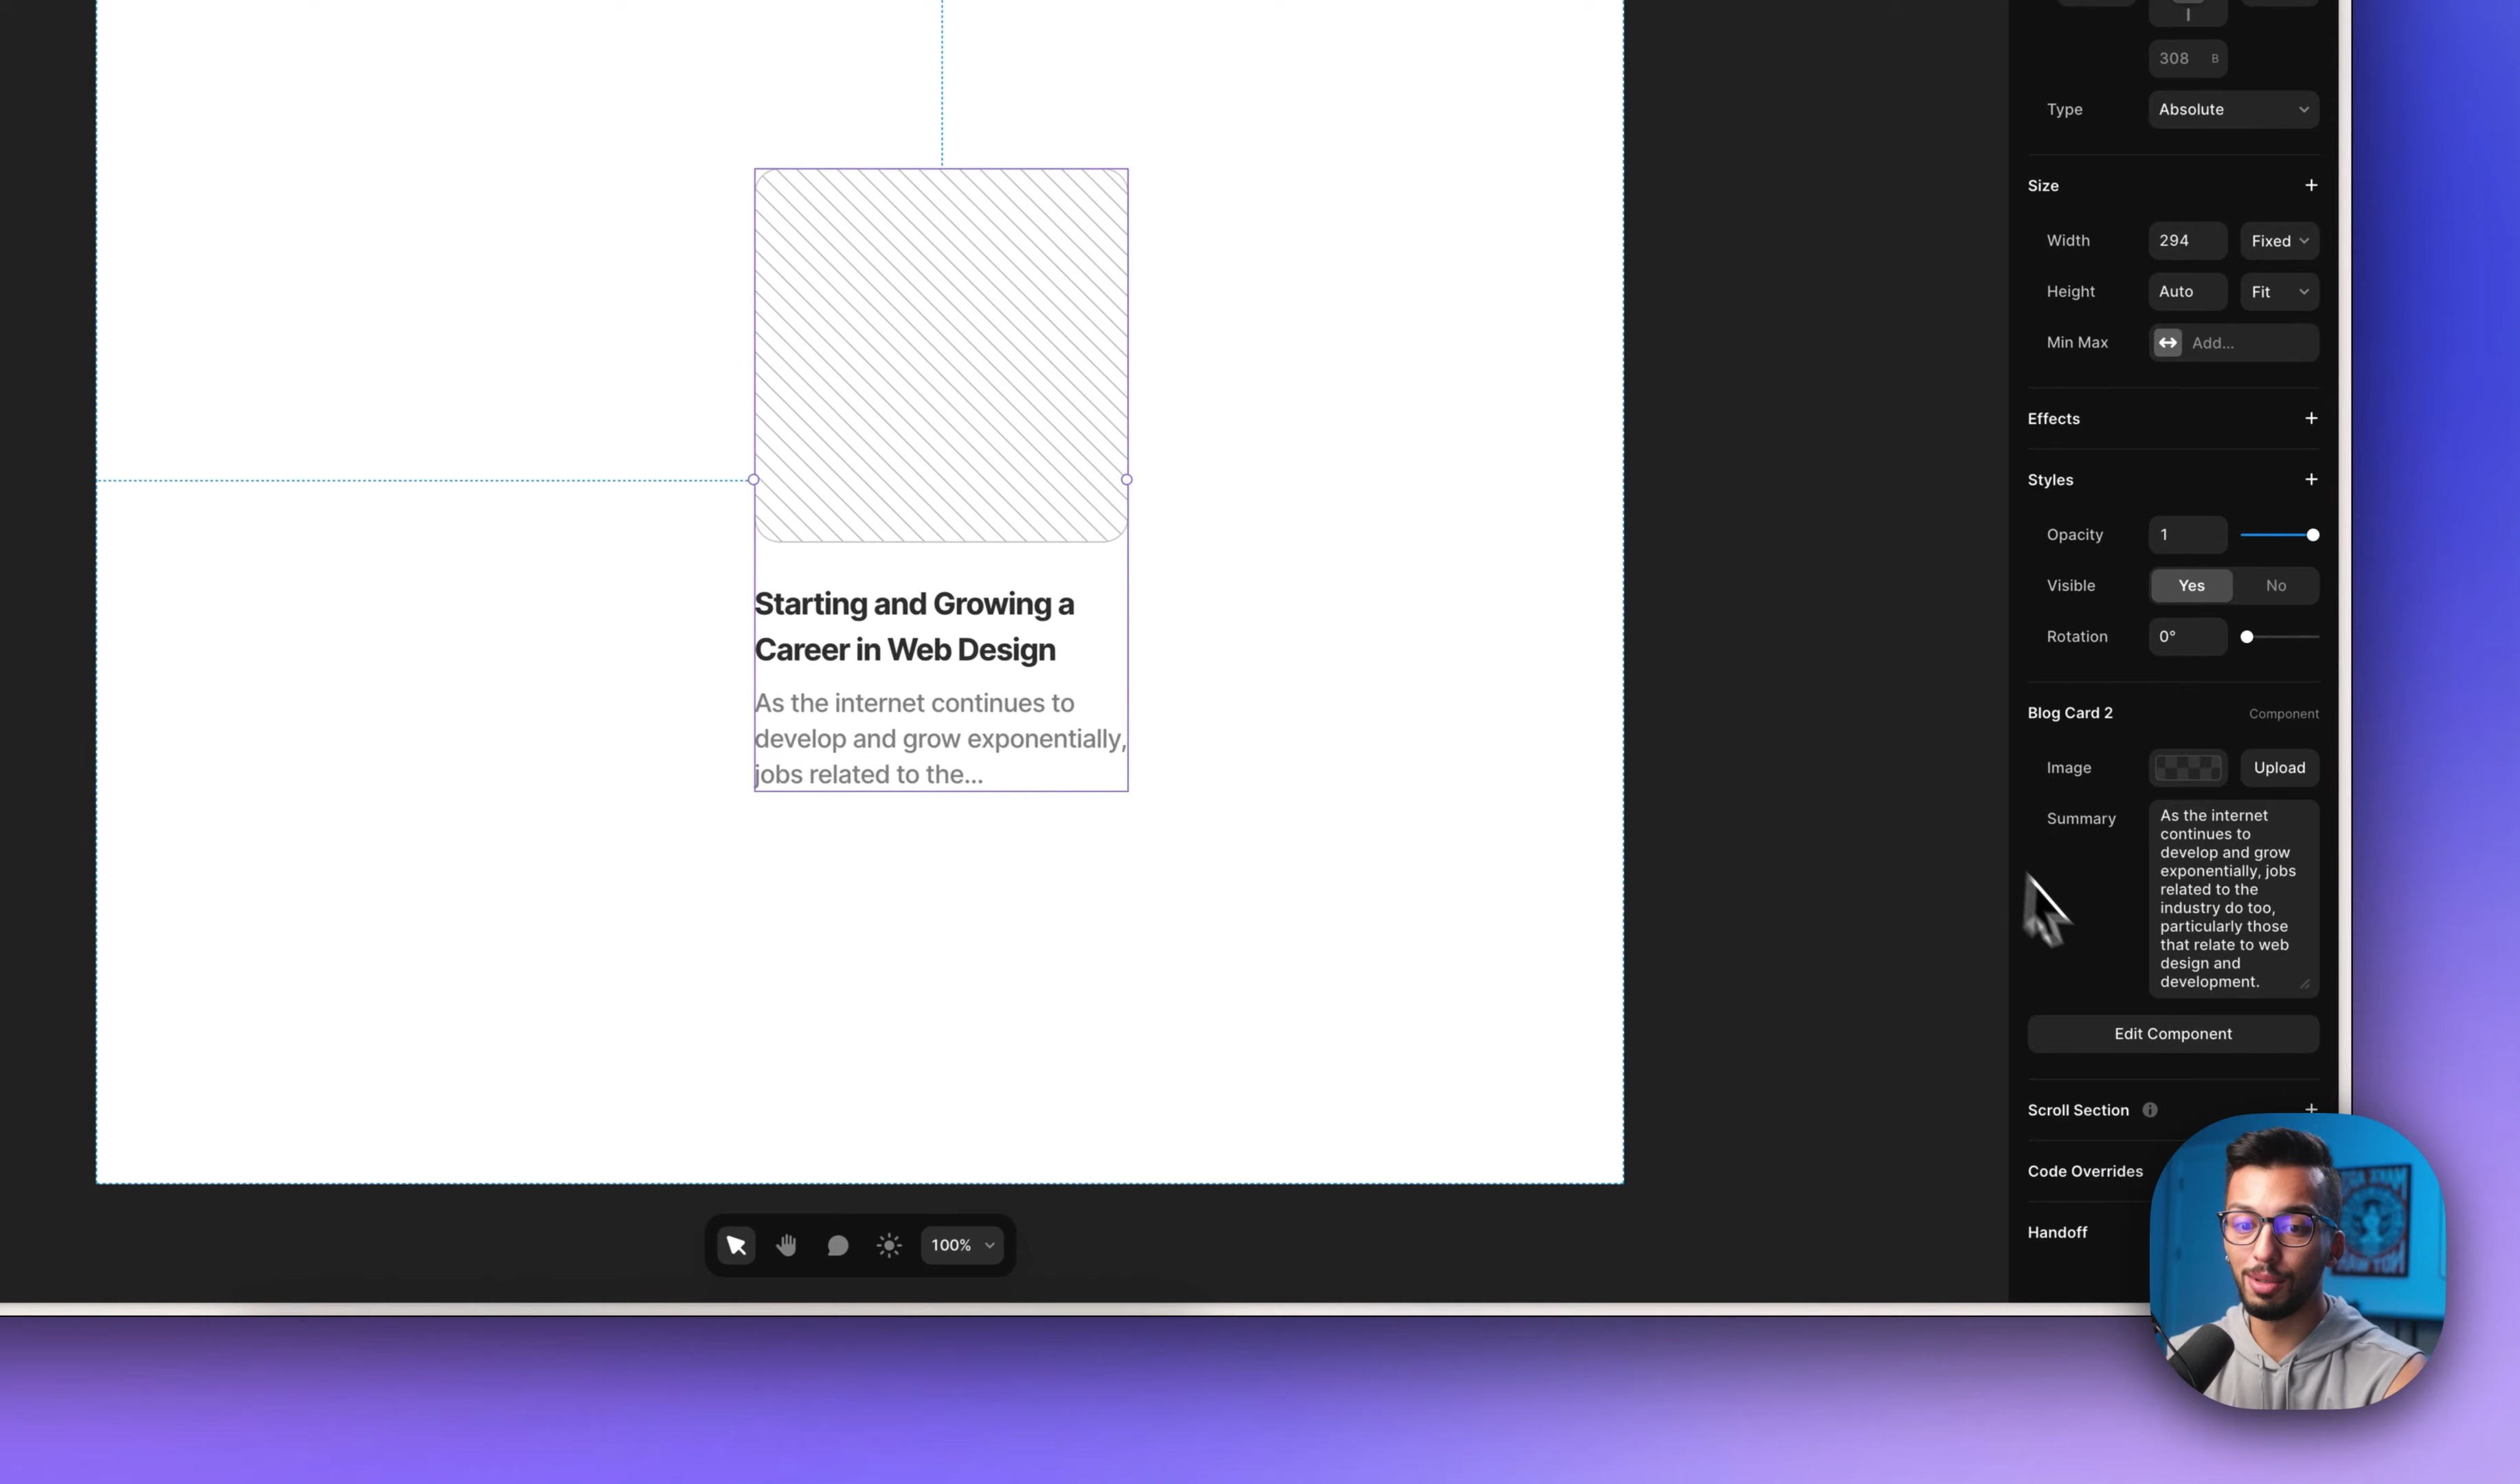 308 B
Type Absolute
Size
Width 294 Fixed
Height Auto Fit
Min Max Add...
Effects
Styles
Opacity 1
Visible Yes No
Rotation 0°
Blog Card 2 Component
Image Upload
Summary
As the internet
continues to
develop and grow
exponentially, jobs
related to the
industry do too,
particularly those
that relate to web
design and
development.
Edit Component
Scroll Section
Code Overrides
Handoff
Starting and Growing a
Career in Web Design
As the internet continues to
develop and grow exponentially,
jobs related to the...
100%